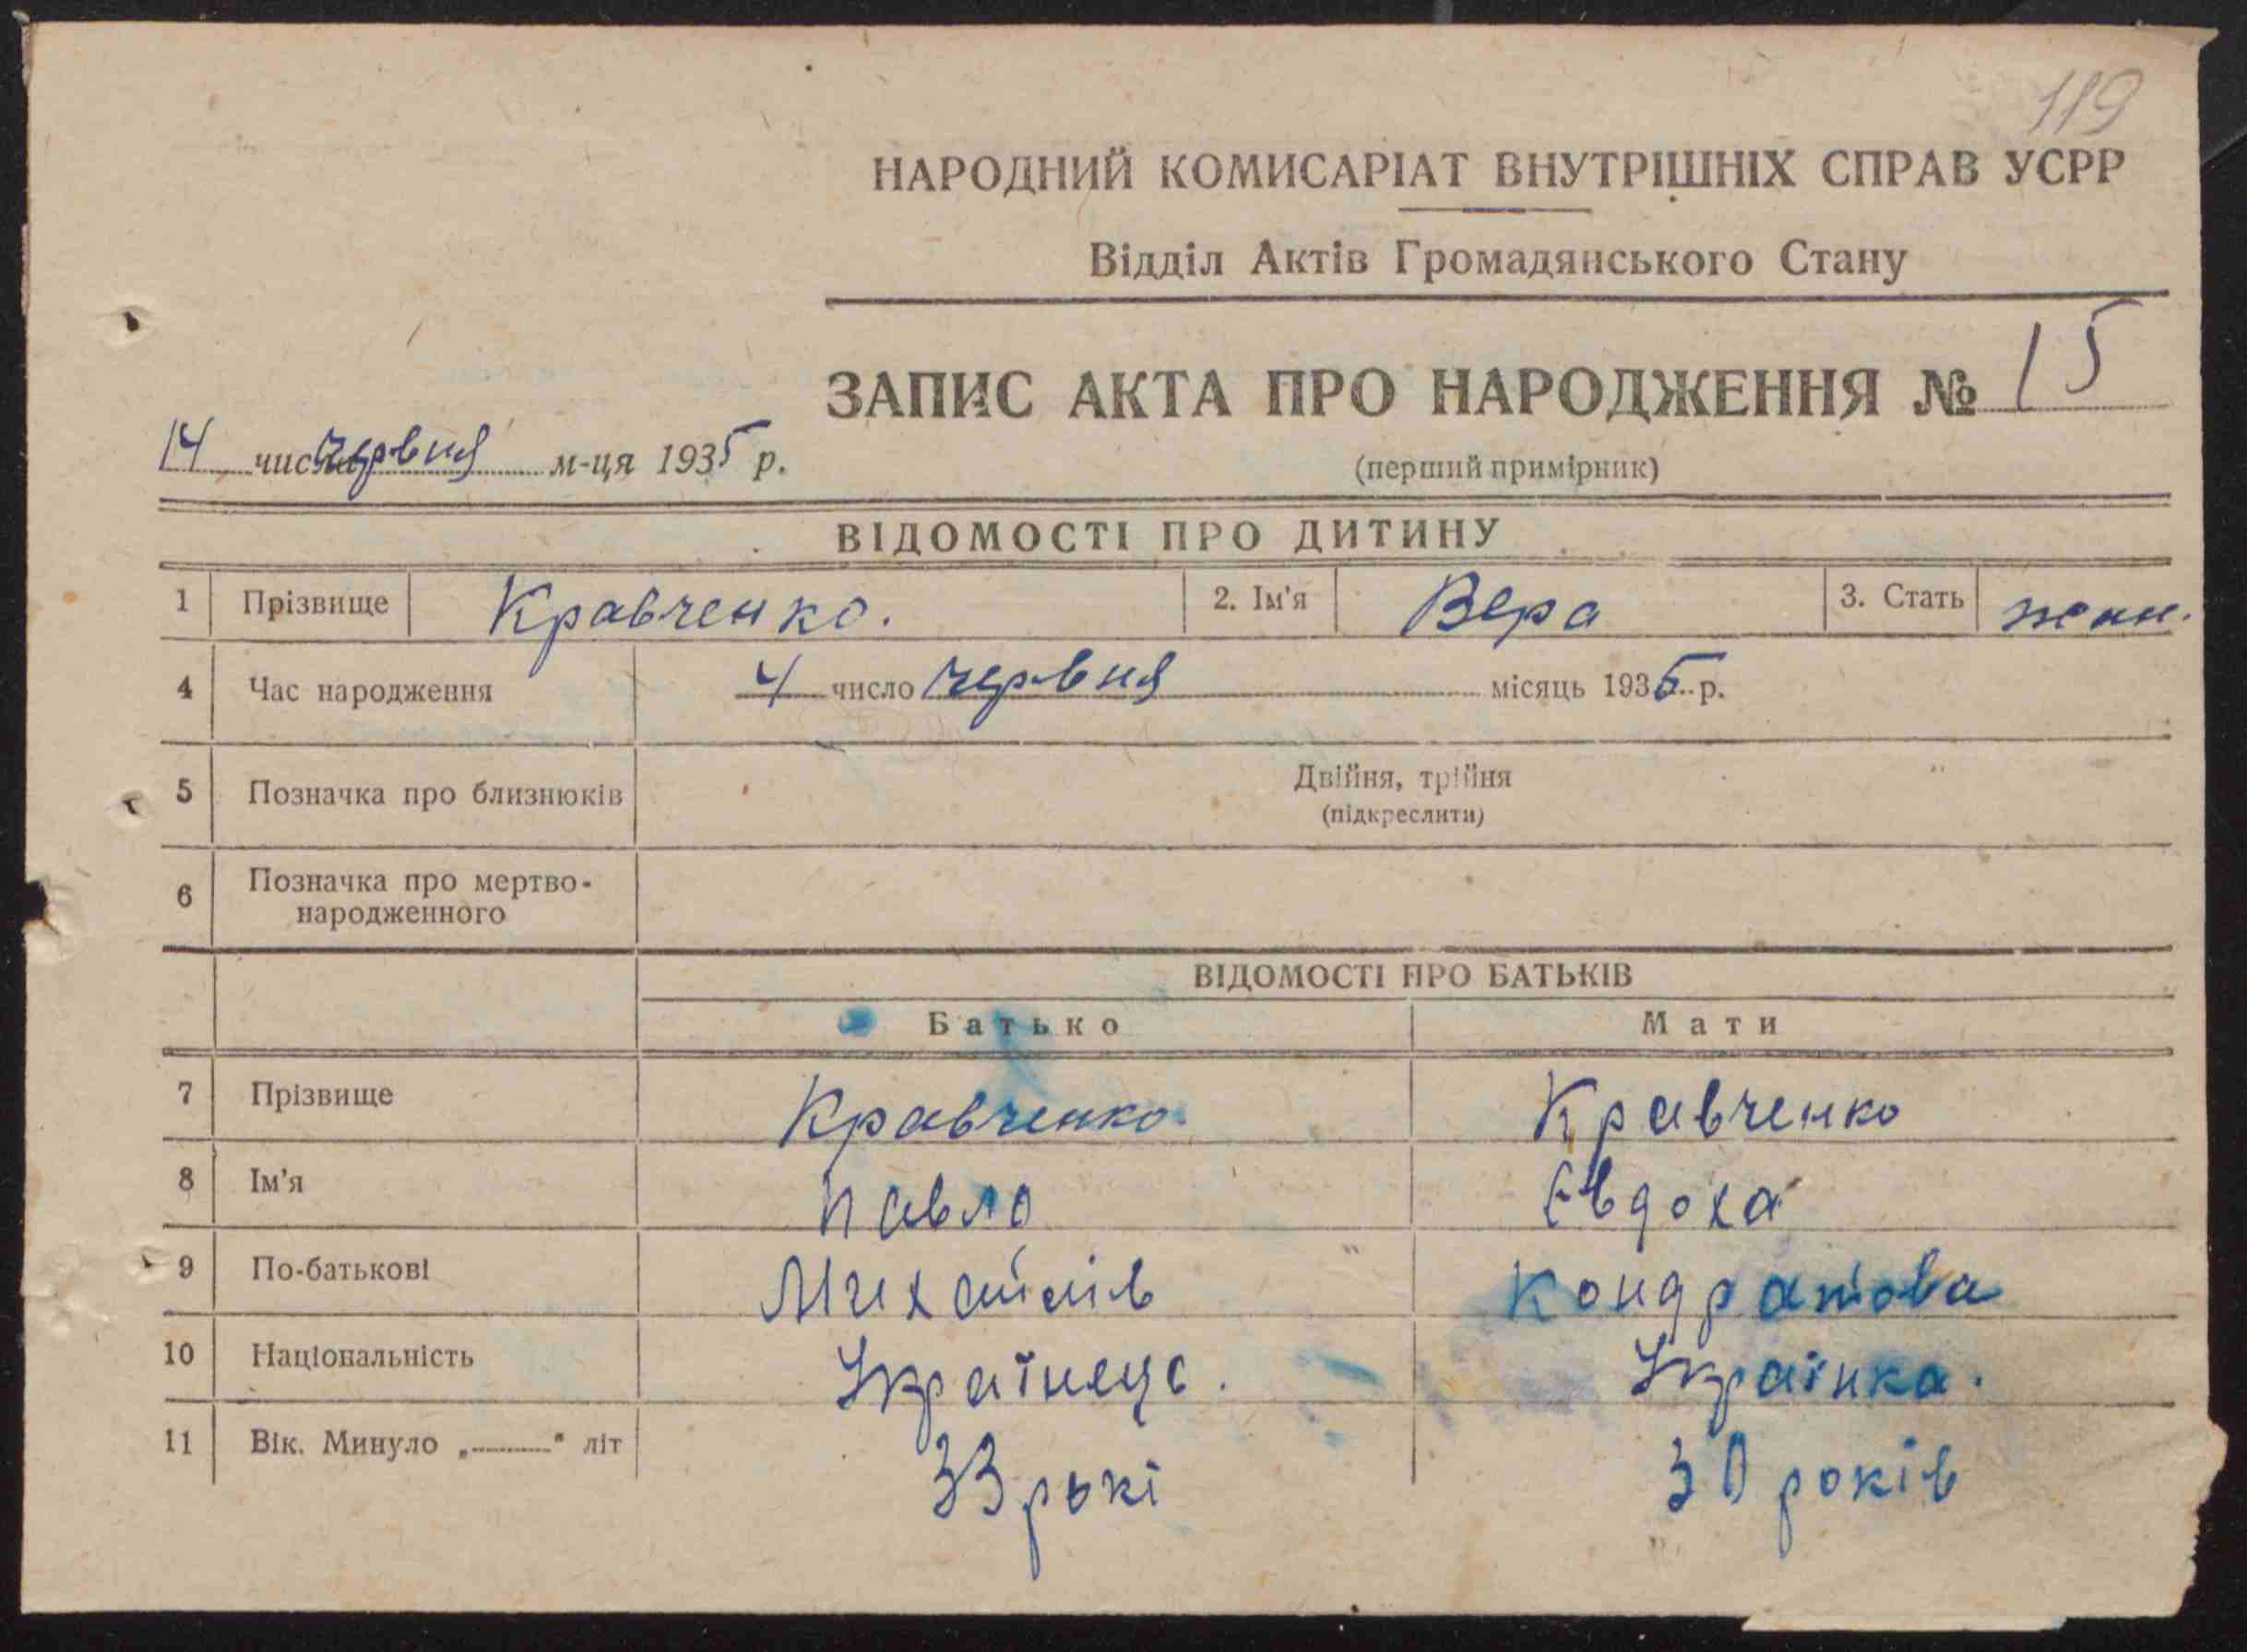 119
НАРОДНИЙ КОМИСАРІАТ ВНУТРІШНІХ СПРАВ УСРР
Відділ Актів Громадянського Стану
ЗАПИС АКТА ПРО НАРОДЖЕННЯ № 15
14 числа червня м-ця 1935 р.
(перший примірник)
ВІДОМОСТІ ПРО ДИТИНУ
1 Прізвище Кравченко. 2. Ім'я Вера 3. Стать жен.
4 Час народження 4 число червня місяць 1935 р.
5 Позначка про близнюків Двійня, трійня
(підкреслити)
6 Позначка про мертво-
народженного
ВІДОМОСТІ ПРО БАТЬКІВ
Батько Мати
7 Прізвище Кравченко Кравченко
8 Ім'я Павло Євдоха
9 По-батькові Михайлів Кондратова
10 Національність Українець. Українка.
11 Вік. Минуло „ “ літ 33 рокі 30 років